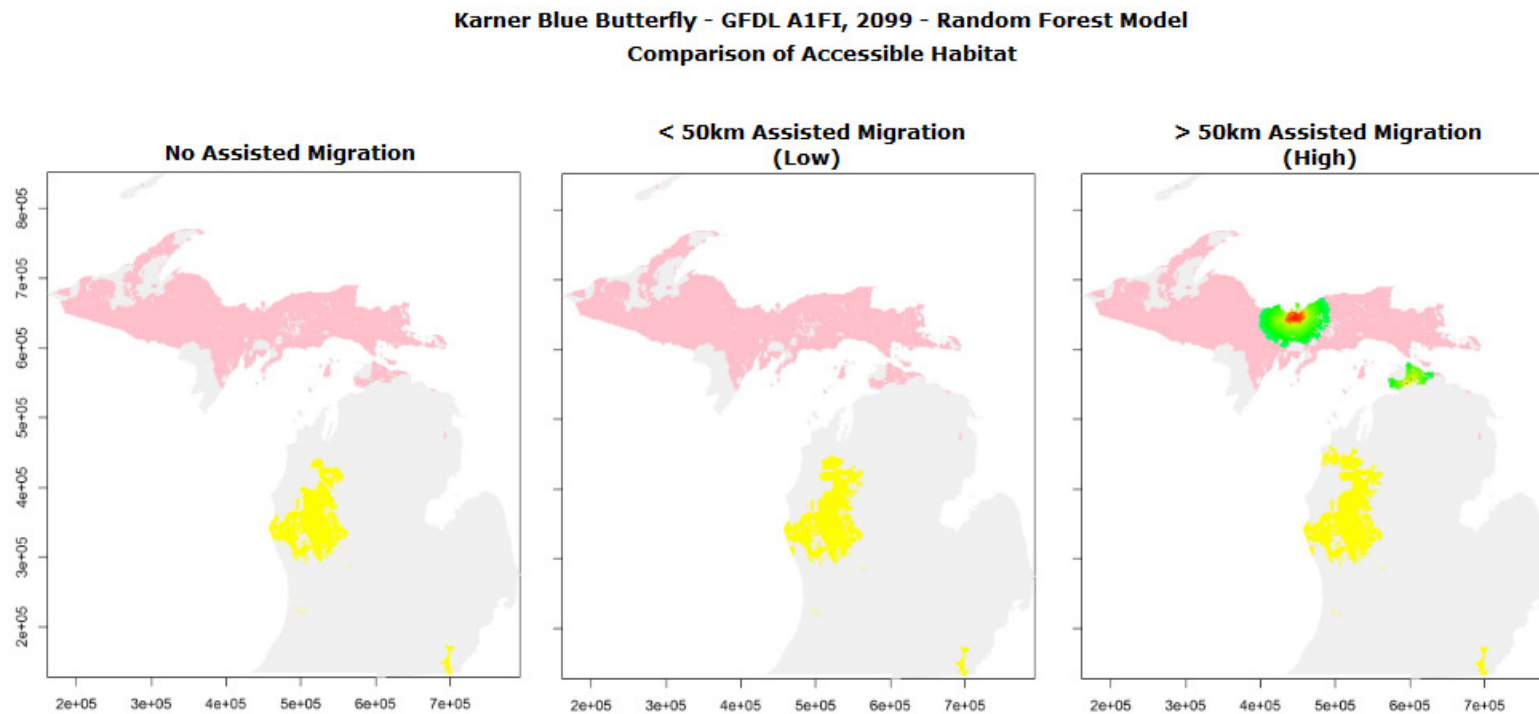 Karner Blue Butterfly - GFDL A1FI, 2099 - Random Forest Model
Comparison of Accessible Habitat
No Assisted Migration
< 50km Assisted Migration
(Low)
> 50km Assisted Migration
(High)
8e+05
7e+05
6e+05
5e+05
4e+05
3e+05
2e+05
2e+05 3e+05 4e+05 5e+05 6e+05 7e+05
2e+05 3e+05 4e+05 5e+05 6e+05 7e+05
2e+05 3e+05 4e+05 5e+05 6e+05 7e+05